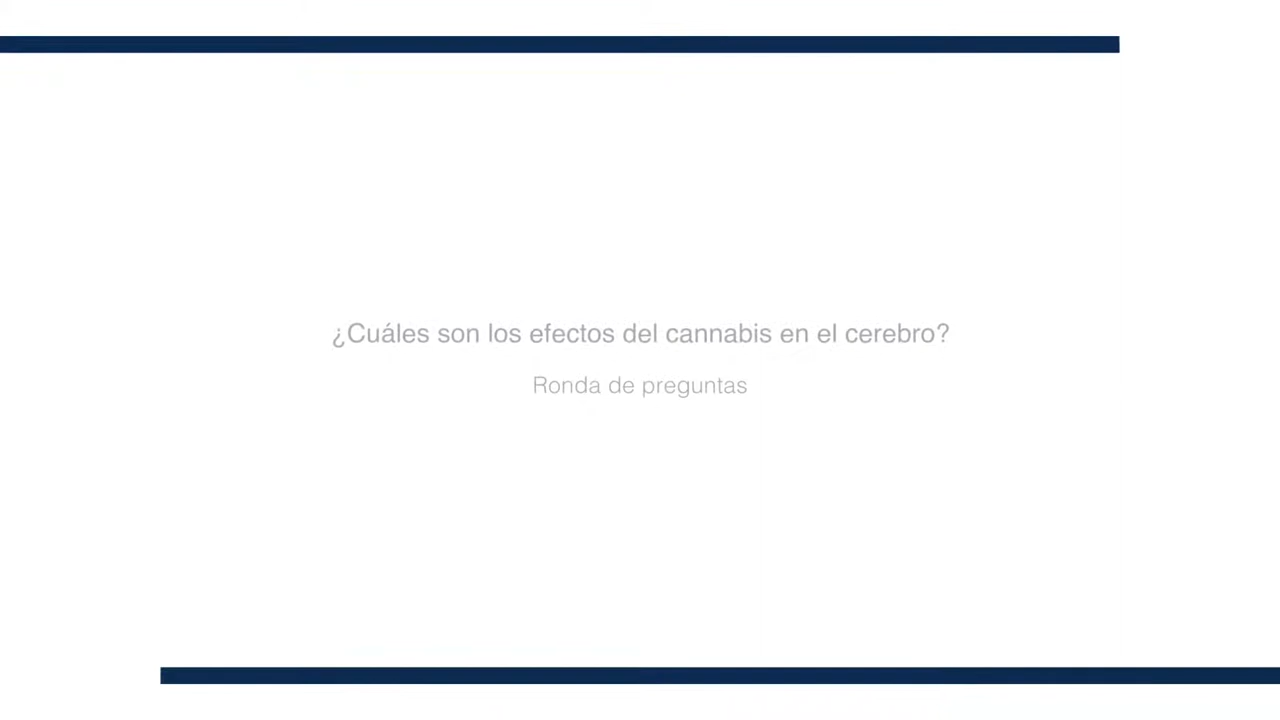 ¿Cuáles son los efectos del cannabis en el cerebro?
Ronda de preguntas